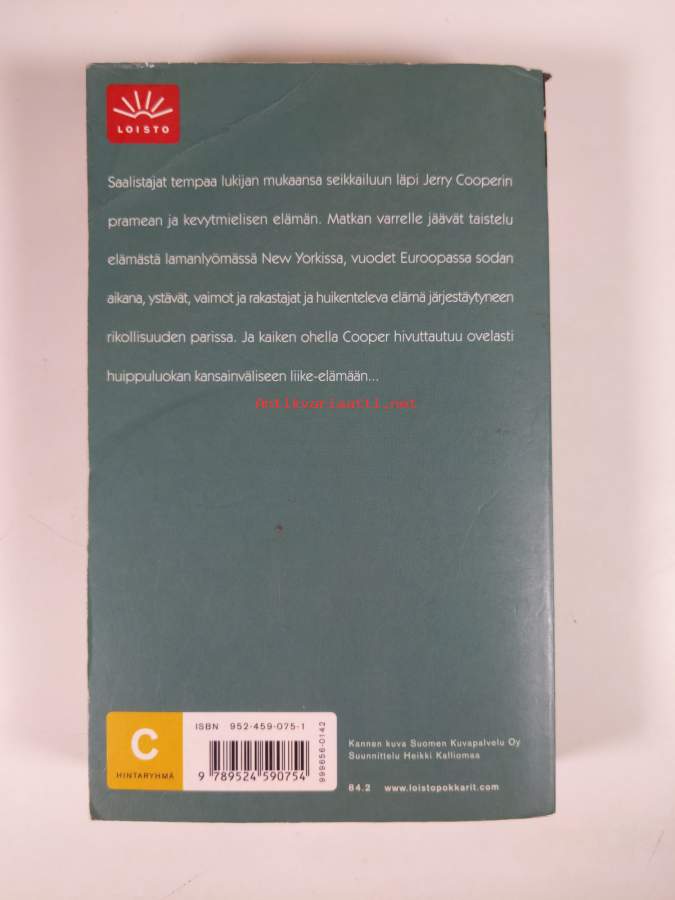 LOISTO
Saalistajat tempaa lukijan mukaansa seikkailuun läpi Jerry Cooperin
pramean ja kevytmielisen elämän. Matkan varrelle jäävät taistelu
elämästä lamanlyömässä New Yorkissa, vuodet Euroopassa sodan
aikana, ystävät, vaimot ja rakastajat ja huikenteleva elämä järjestäytyneen
rikollisuuden parissa. Ja kaiken ohella Cooper hivuttautuu ovelasti
huippuluokan kansainväliseen liike-elämään...
Antikvariaatti.net
C
HINTARYHMÄ
ISBN 952-459-075-1
9 789524 590754
999656-0142
Kannen kuva Suomen Kuvapalvelu Oy
Suunnittelu Heikki Kalliomaa
84.2 www.loistopokkarit.com